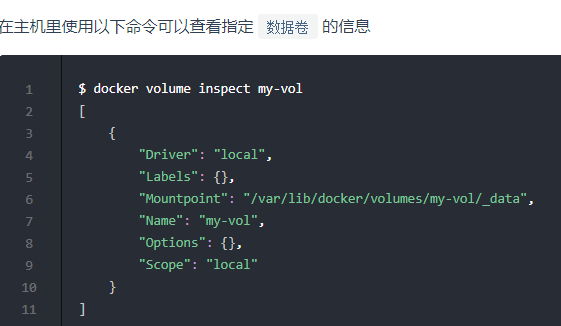 在主机里使用以下命令可以查看指定 数据卷 的信息
1 $ docker volume inspect my-vol
2 [
3     {
4         "Driver": "local",
5         "Labels": {},
6         "Mountpoint": "/var/lib/docker/volumes/my-vol/_data",
7         "Name": "my-vol",
8         "Options": {},
9         "Scope": "local"
10     }
11 ]